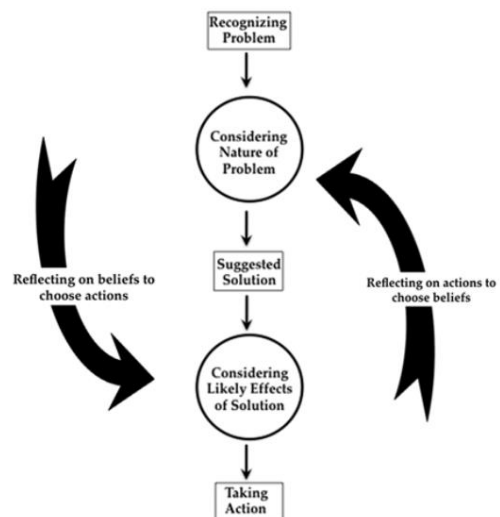 Recognizing
Problem
Considering
Nature of
Problem
Reflecting on beliefs to
choose actions
Suggested
Solution
Reflecting on actions to
choose beliefs
Considering
Likely Effects
of Solution
Taking
Action